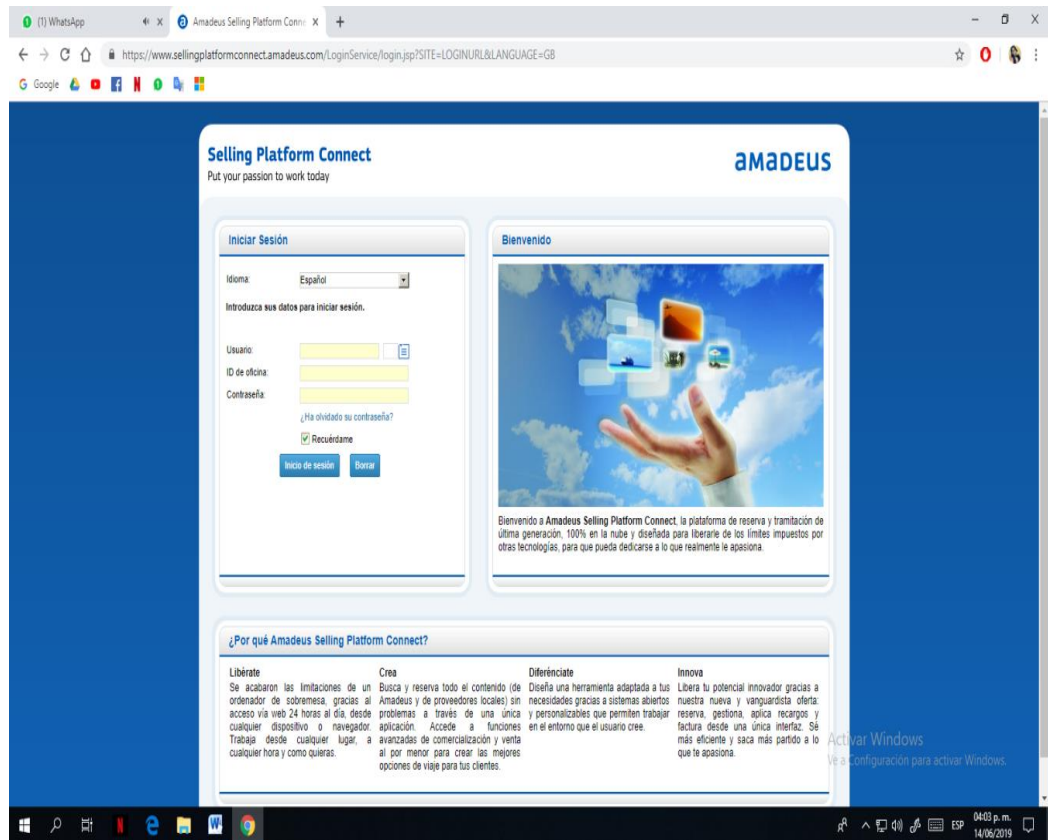 (1) WhatsApp
Amadeus Selling Platform Conne
https://www.sellingplatformconnect.amadeus.com/LoginService/login.jsp?SITE=LOGINURL&LANGUAGE=GB
Google
Selling Platform Connect
Put your passion to work today
amadeus
Iniciar Sesión
Idioma:
Español
Introduzca sus datos para iniciar sesión.
Usuario:
ID de oficina:
Contraseña:
¿Ha olvidado su contraseña?
Recuérdame
Inicio de sesión
Borrar
Bienvenido
Bienvenido a Amadeus Selling Platform Connect, la plataforma de reserva y tramitación de
última generación, 100% en la nube y diseñada para liberarle de los límites impuestos por
otras tecnologías, para que pueda dedicarse a lo que realmente le apasiona.
¿Por qué Amadeus Selling Platform Connect?
Libérate
Se acabaron las limitaciones de un
ordenador de sobremesa, gracias al
acceso vía web 24 horas al día, desde
cualquier dispositivo o navegador.
Trabaja desde cualquier lugar, a
cualquier hora y como quieras.
Crea
Busca y reserva todo el contenido (de
Amadeus y de proveedores locales) sin
problemas a través de una única
aplicación. Accede a funciones
avanzadas de comercialización y venta
al por menor para crear las mejores
opciones de viaje para tus clientes.
Diferénciate
Diseña una herramienta adaptada a tus
necesidades gracias a sistemas abiertos
y personalizables que permiten trabajar
en el entorno que el usuario cree.
Innova
Libera tu potencial innovador gracias a
nuestra nueva y vanguardista oferta:
reserva, gestiona, aplica recargos y
factura desde una única interfaz. Sé
más eficiente y saca más partido a lo
que te apasiona.
Activar Windows
Ve a Configuración para activar Windows.
ESP
04:03 p. m.
14/06/2019